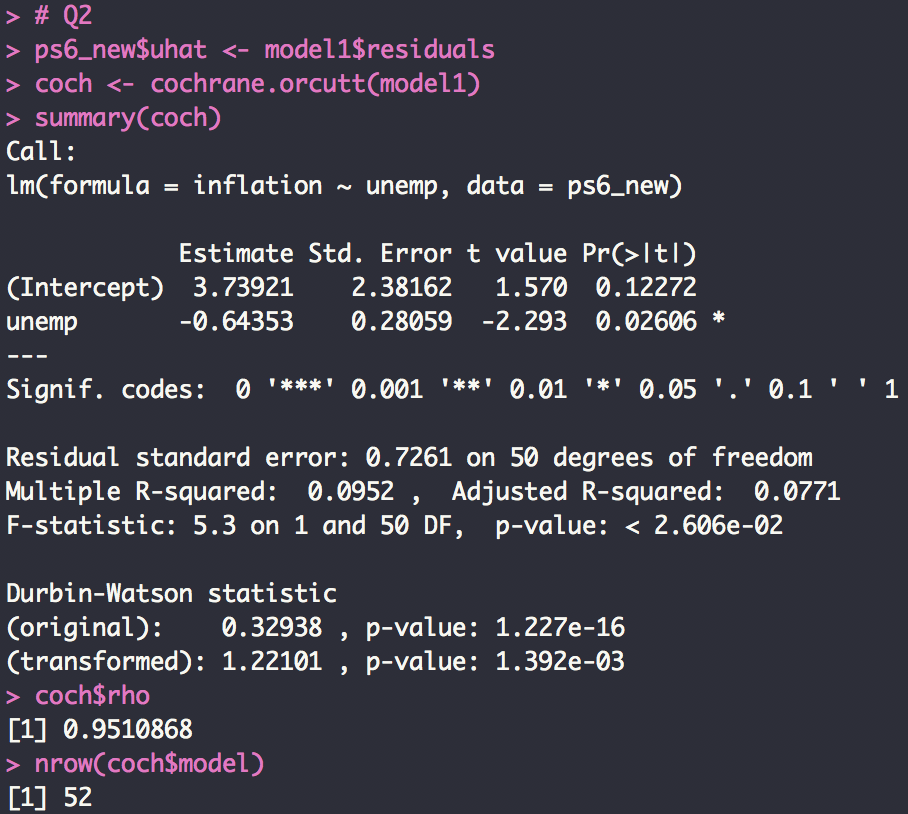 > # Q2
> ps6_new$uhat <- model1$residuals
> coch <- cochrane.orcutt(model1)
> summary(coch)
Call:
lm(formula = inflation ~ unemp, data = ps6_new)

            Estimate Std. Error t value Pr(>|t|)
(Intercept)  3.73921    2.38162   1.570  0.12272
unemp       -0.64353    0.28059  -2.293  0.02606 *
---
Signif. codes:  0 '***' 0.001 '**' 0.01 '*' 0.05 '.' 0.1 ' ' 1

Residual standard error: 0.7261 on 50 degrees of freedom
Multiple R-squared:  0.0952 ,  Adjusted R-squared:  0.0771
F-statistic: 5.3 on 1 and 50 DF,  p-value: < 2.606e-02

Durbin-Watson statistic
(original):    0.32938 , p-value: 1.227e-16
(transformed): 1.22101 , p-value: 1.392e-03
> coch$rho
[1] 0.9510868
> nrow(coch$model)
[1] 52